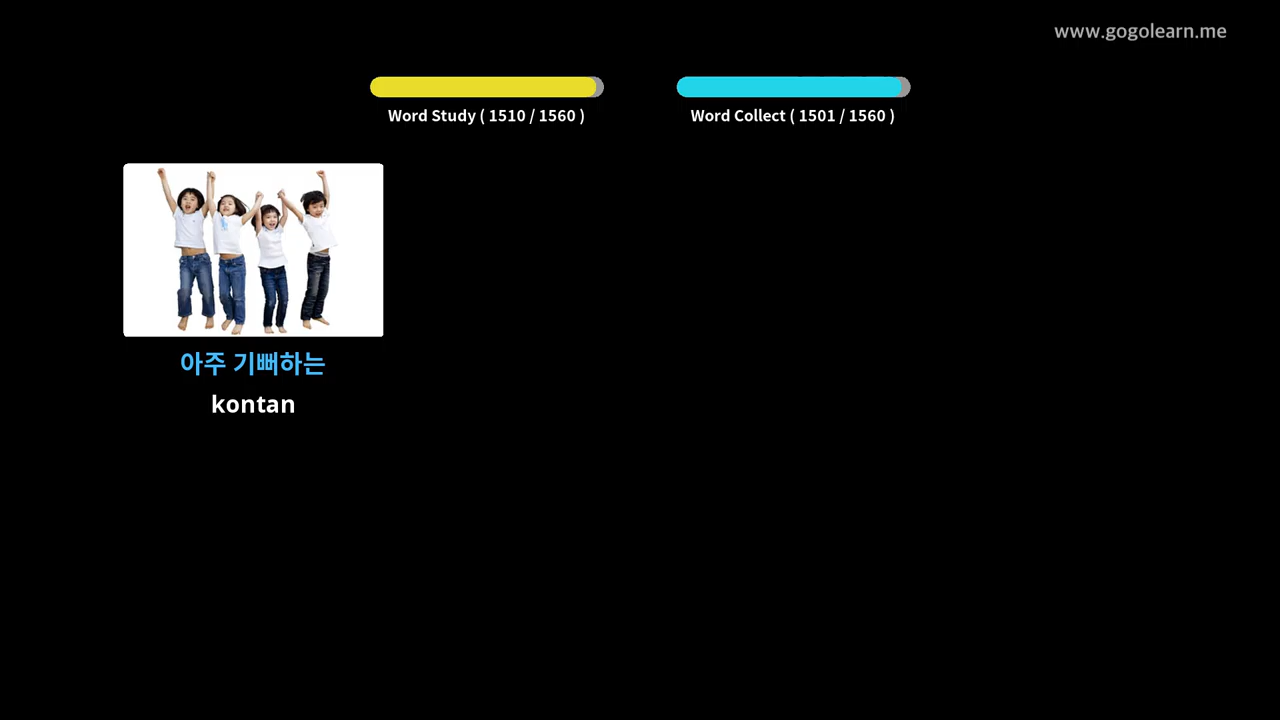 www.gogolearn.me
Word Study ( 1510 / 1560 )
Word Collect ( 1501 / 1560 )
아주 기뻐하는
kontan